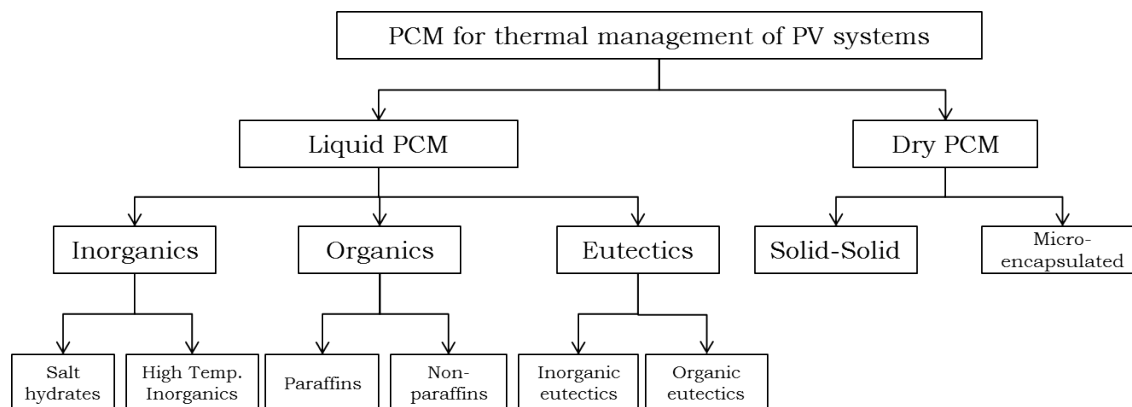 PCM for thermal management of PV systems
Liquid PCM
Dry PCM
Inorganics
Organics
Eutectics
Solid-Solid
Micro-
encapsulated
Salt
hydrates
High Temp.
Inorganics
Paraffins
Non-
paraffins
Inorganic
eutectics
Organic
eutectics